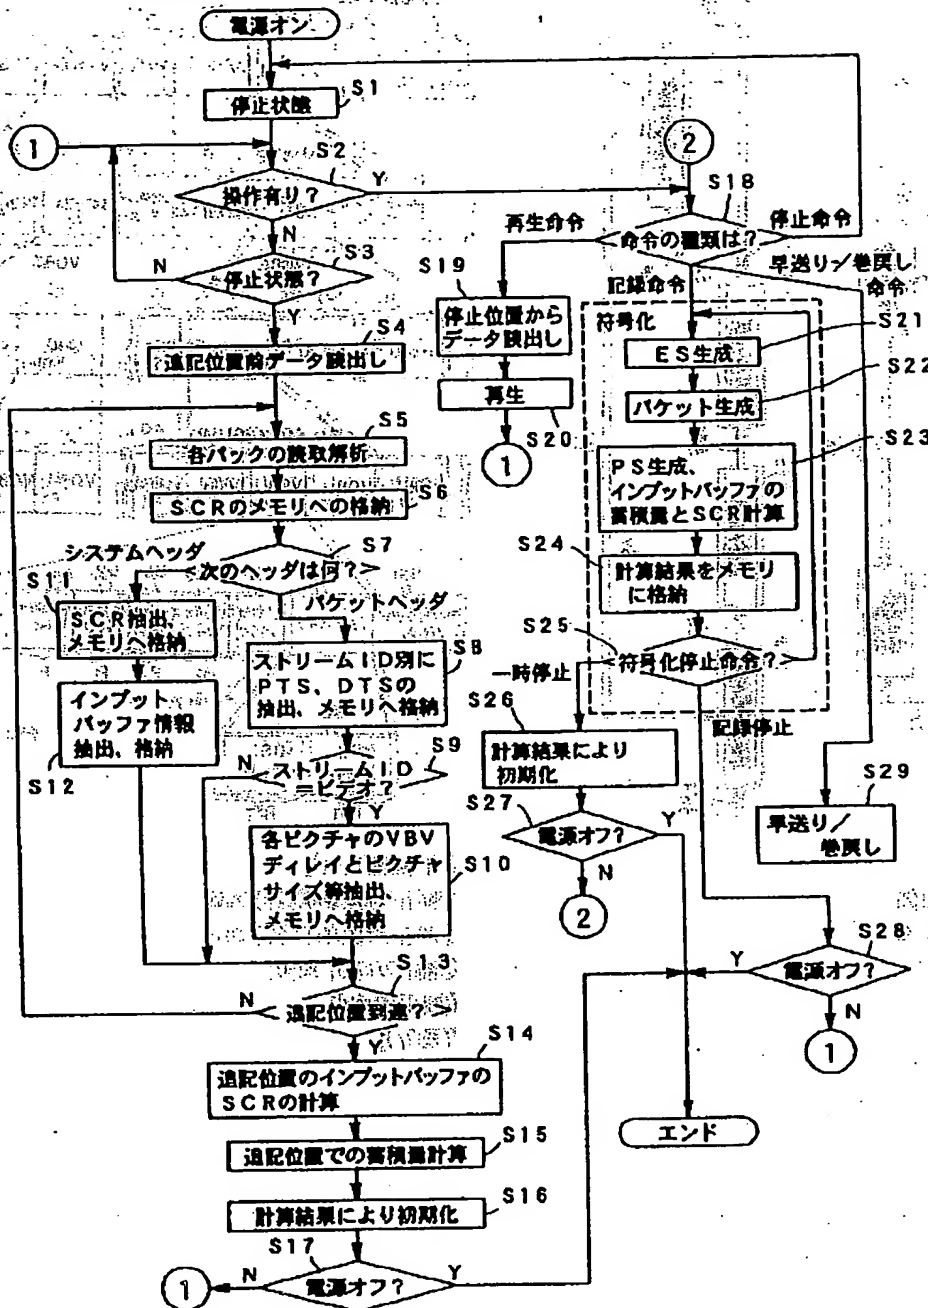 電源オン
停止状態
S1
1
S2
操作有り?
Y
N
S3
停止状態?
N
Y
S4
追記位置前データ読出し
S5
各パックの読取解析
S6
SCRのメモリへの格納
S7
次のヘッダは何?
システムヘッダ
パケットヘッダ
S11
SCR抽出、
メモリへ格納
インプット
バッファ情報
抽出、格納
S12
S8
ストリームID別に
PTS、DTSの
抽出、メモリへ格納
S9
N
ストリームID
=ビデオ?
Y
各ピクチャのVBV
ディレイとピクチャ
サイズ等抽出、
メモリへ格納
S10
S13
N
追記位置到達?
Y
S14
追記位置のインプットバッファの
SCRの計算
S15
追記位置での蓄積量計算
S16
計算結果により初期化
S17
1
N
電源オフ?
Y
2
S18
命令の種類は?
再生命令
停止命令
早送り/巻戻し
命令
記録命令
S19
停止位置から
データ読出し
再生
S20
1
符号化
S21
ES生成
S22
パケット生成
S23
PS生成、
インプットバッファの
蓄積量とSCR計算
S24
計算結果をメモリ
に格納
S25
符号化停止命令?
一時停止
記録停止
S26
計算結果により
初期化
S27
電源オフ?
Y
N
2
S29
早送り/
巻戻し
S28
Y
電源オフ?
N
1
エンド